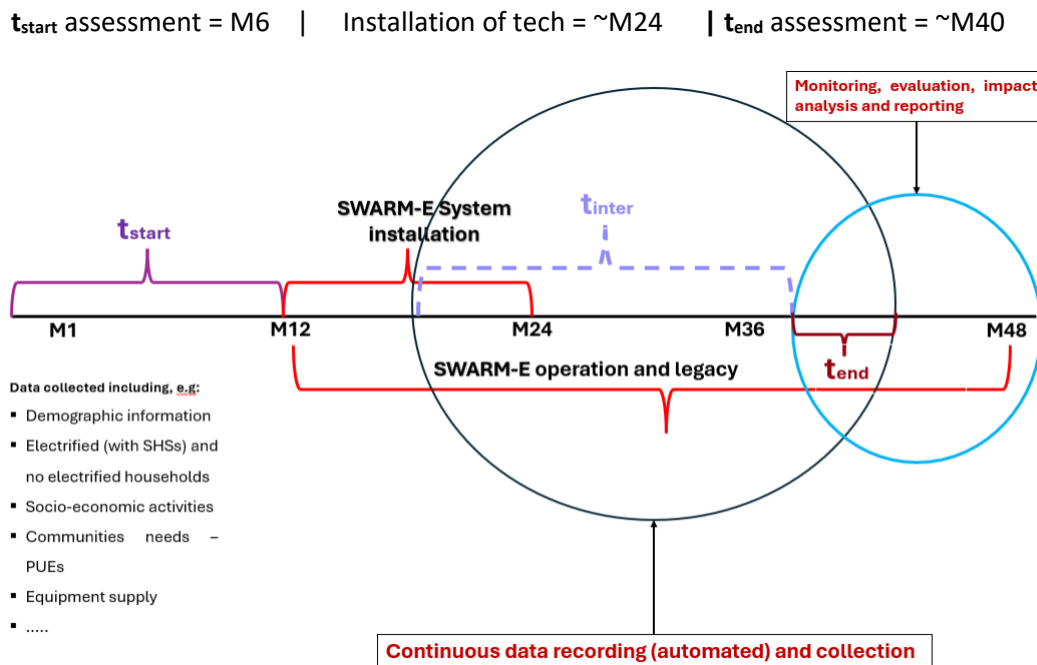 tstart assessment = M6 | Installation of tech = ~M24 | tend assessment = ~M40
Monitoring, evaluation, impact
analysis and reporting
SWARM-E System
installation
tinter
tstart
M1
M12
M24
M36
M48
SWARM-E operation and legacy
tend
Data collected including, e.g:
▪ Demographic information
▪ Electrified (with SHSs) and
no electrified households
▪ Socio-economic activities
▪ Communities needs –
PUEs
▪ Equipment supply
▪ .....
Continuous data recording (automated) and collection